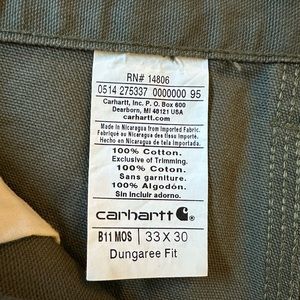 RN# 14806
0514 275337 0000000 95
Carhartt, Inc. P.O. Box 600
Dearborn, MI 48121 USA
carhartt.com
Made in Nicaragua from Imported Fabric.
Fabriqué au Nicaragua des tissus Importé.
Hecho en Nicaragua de Tela Importada.
100% Cotton.
Exclusive of Trimming.
100% Coton.
Sans garniture.
100% Algodón.
Sin incluir adorno.
carhartt
B11 MOS 33 X 30
Dungaree Fit